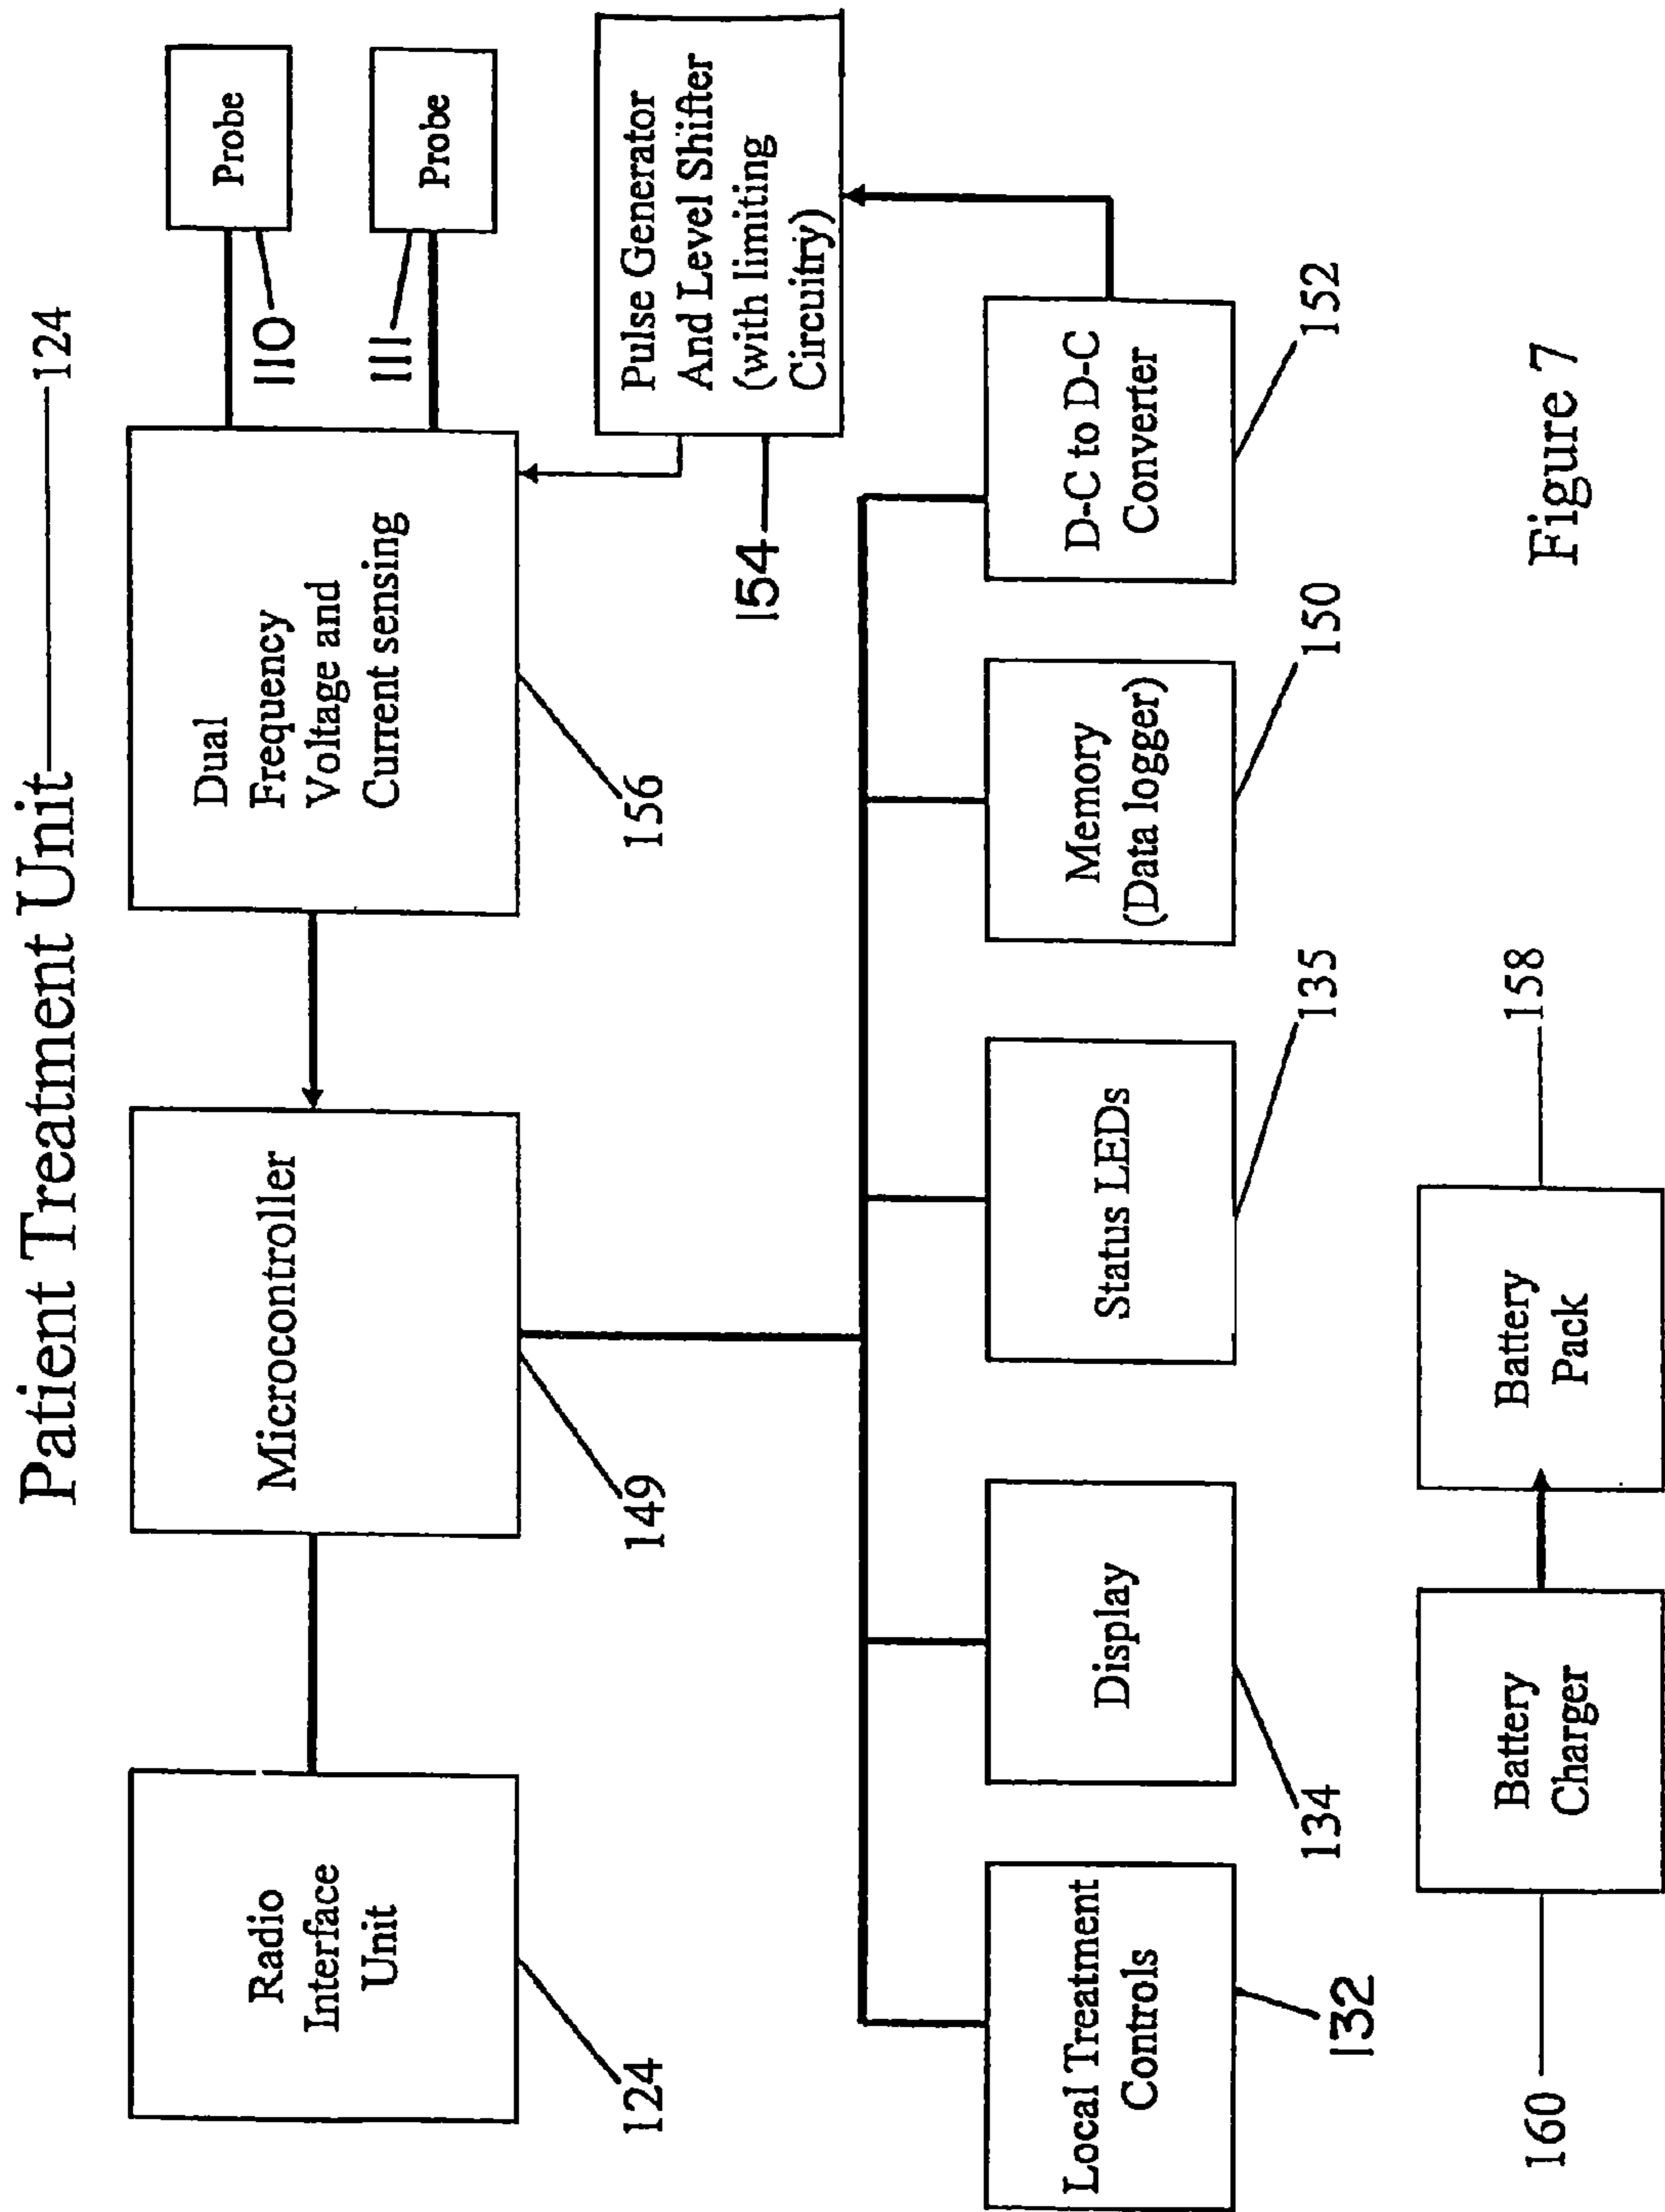 Patient Treatment Unit 124
Radio
Interface
Unit
124
Microcontroller
149
Dual
Frequency
Voltage and
Current sensing
156
Probe
110
Probe
111
Pulse Generator
And Level Shifter
(with limiting
Circuitry)
154
Local Treatment
Controls
132
Display
134
Status LEDs
135
Memory
(Data logger)
150
D-C to D-C
Converter
152
Battery
Charger
160
Battery
Pack
158
Figure 7